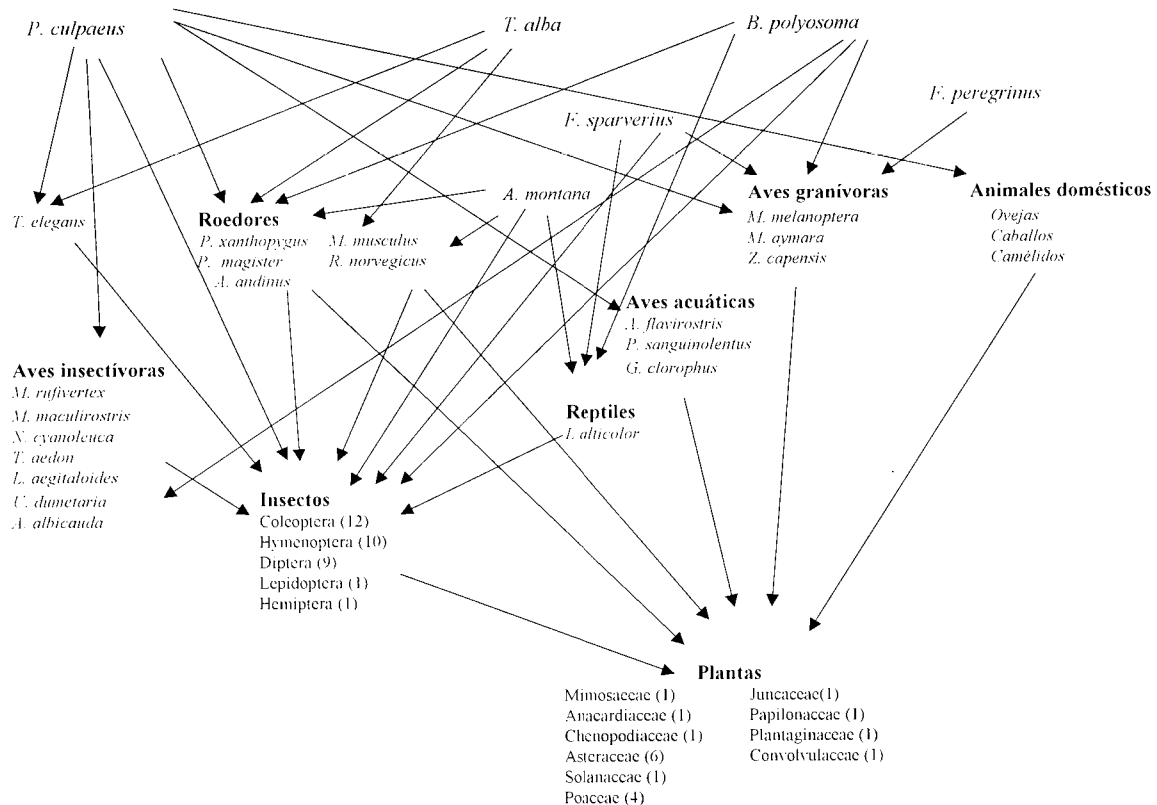 P. culpaeus
T. alba
B. polyosoma
F. peregrinus
F. sparverius
T. elegans
Roedores
P. xanthopygus
P. magister
A. andinus
M. musculus
R. norvegicus
A. montana
Aves granívoras
M. melanoptera
M. aymara
Z. capensis
Animales domésticos
Ovejas
Caballos
Camélidos
Aves acuáticas
A. flavirostris
P. sanguinolentus
G. clorophus
Aves insectívoras
M. rufivertex
M. maculirostris
N. cyanoleuca
T. aedon
L. aegitaloides
U. dumetaria
A. albicauda
Reptiles
L. alticolor
Insectos
Coleoptera (12)
Hymenoptera (10)
Diptera (9)
Lepidoptera (1)
Hemiptera (1)
Plantas
Mimosaceae (1)
Anacardiaceae (1)
Chenopodiaceae (1)
Asteraceae (6)
Solanaceae (1)
Poaceae (4)
Juncaceae(1)
Papilonaceae (1)
Plantaginaceae (1)
Convolvulaceae (1)